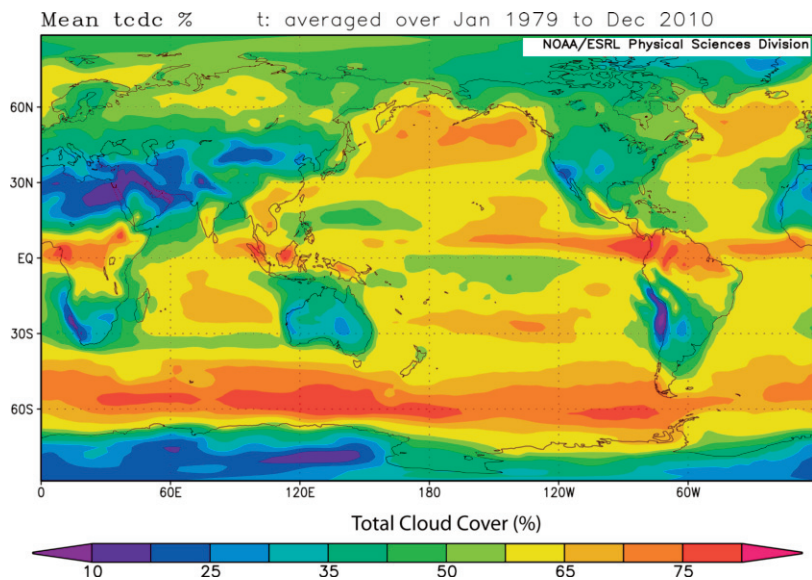 Mean tcdc % t: averaged over Jan 1979 to Dec 2010
NOAA/ESRL Physical Sciences Division
60N
30N
EQ
30S
60S
0 60E 120E 180 120W 60W 0
Total Cloud Cover (%)
10 25 35 50 65 75